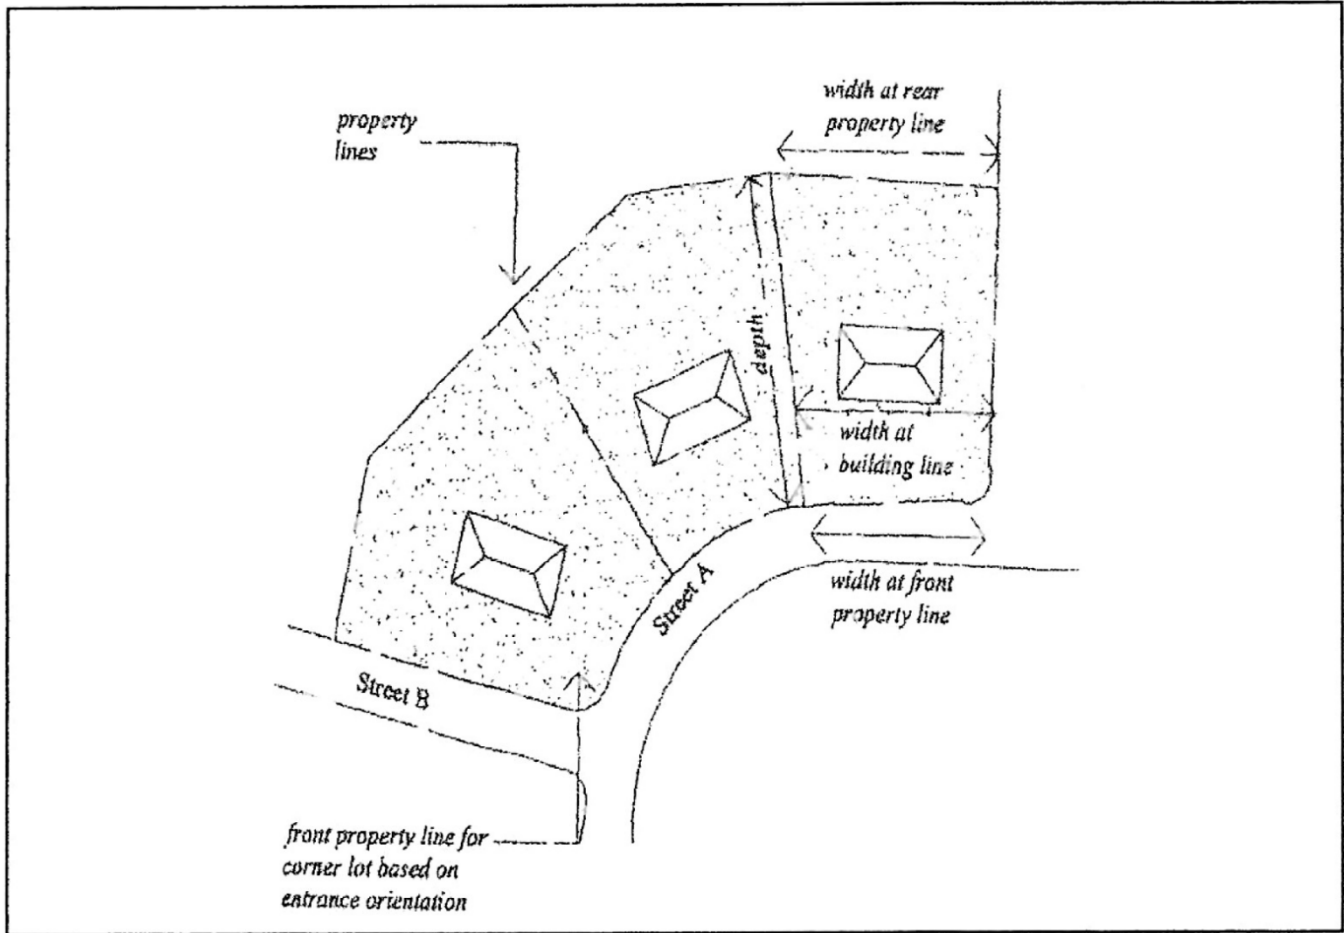 width at rear
property line
property
lines
depth
width at
building line
width at front
property line
Street A
Street B
front property line for
corner lot based on
entrance orientation